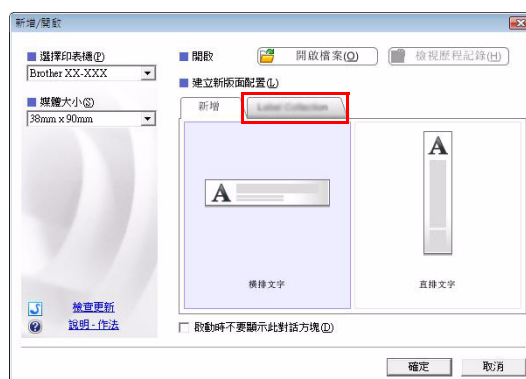 新增/開啟
選擇印表機(P)
Brother XX-XXX
媒體大小(S)
38mm x 90mm
檢查更新
說明-作法
開啟
開啟檔案(O)
檢視歷程記錄(H)
建立新版面配置(L)
新增
Label Collection
A
橫排文字
A
直排文字
啟動時不要顯示此對話方塊(D)
確定
取消